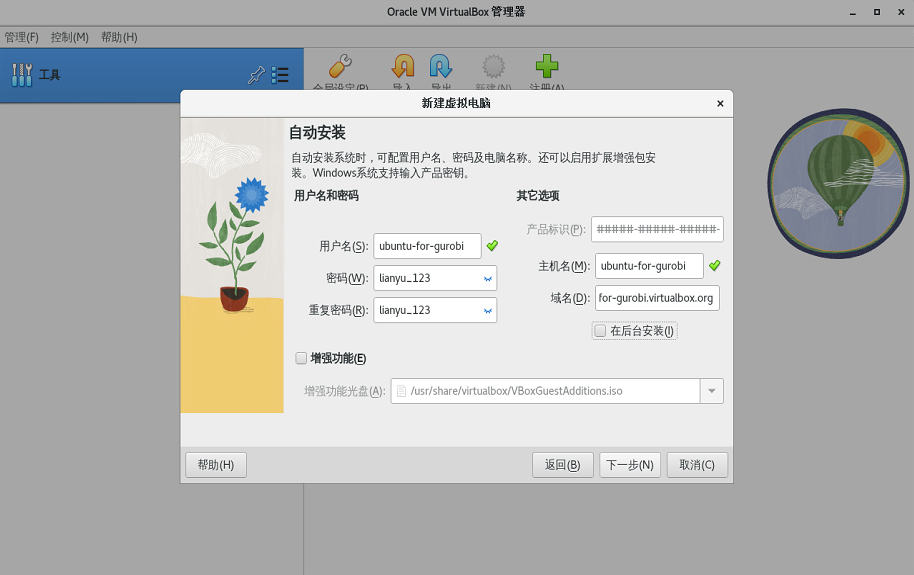 Oracle VM VirtualBox 管理器
管理(F) 控制(M) 帮助(H)
工具
全局设定(P) 导入 导出 新建(N) 注册(A)
新建虚拟电脑
自动安装
自动安装系统时，可配置用户名、密码及电脑名称。还可以启用扩展增强包安
装。Windows系统支持输入产品密钥。
用户名和密码
用户名(S): ubuntu-for-gurobi
密码(W): lianyu_123
重复密码(R): lianyu_123
其它选项
产品标识(P): #####-#####-#####-
主机名(M): ubuntu-for-gurobi
域名(D): for-gurobi.virtualbox.org
在后台安装(I)
增强功能(E)
增强功能光盘(A): /usr/share/virtualbox/VBoxGuestAdditions.iso
帮助(H) 返回(B) 下一步(N) 取消(C)